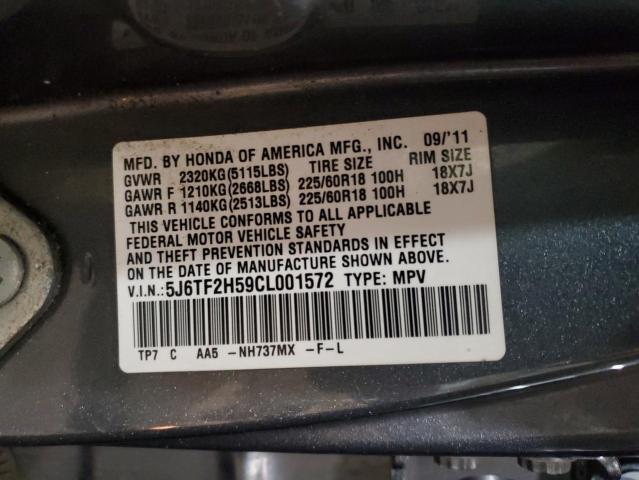 MFD. BY HONDA OF AMERICA MFG., INC. 09/'11
GVWR 2320KG(5115LBS) TIRE SIZE RIM SIZE
GAWR F 1210KG(2668LBS) 225/60R18 100H 18X7J
GAWR R 1140KG(2513LBS) 225/60R18 100H 18X7J
THIS VEHICLE CONFORMS TO ALL APPLICABLE
FEDERAL MOTOR VEHICLE SAFETY
AND THEFT PREVENTION STANDARDS IN EFFECT
ON THE DATE OF MANUFACTURE SHOWN ABOVE.
V.I.N.: 5J6TF2H59CL001572 TYPE: MPV
TP7 C AA5 -NH737MX -F-L